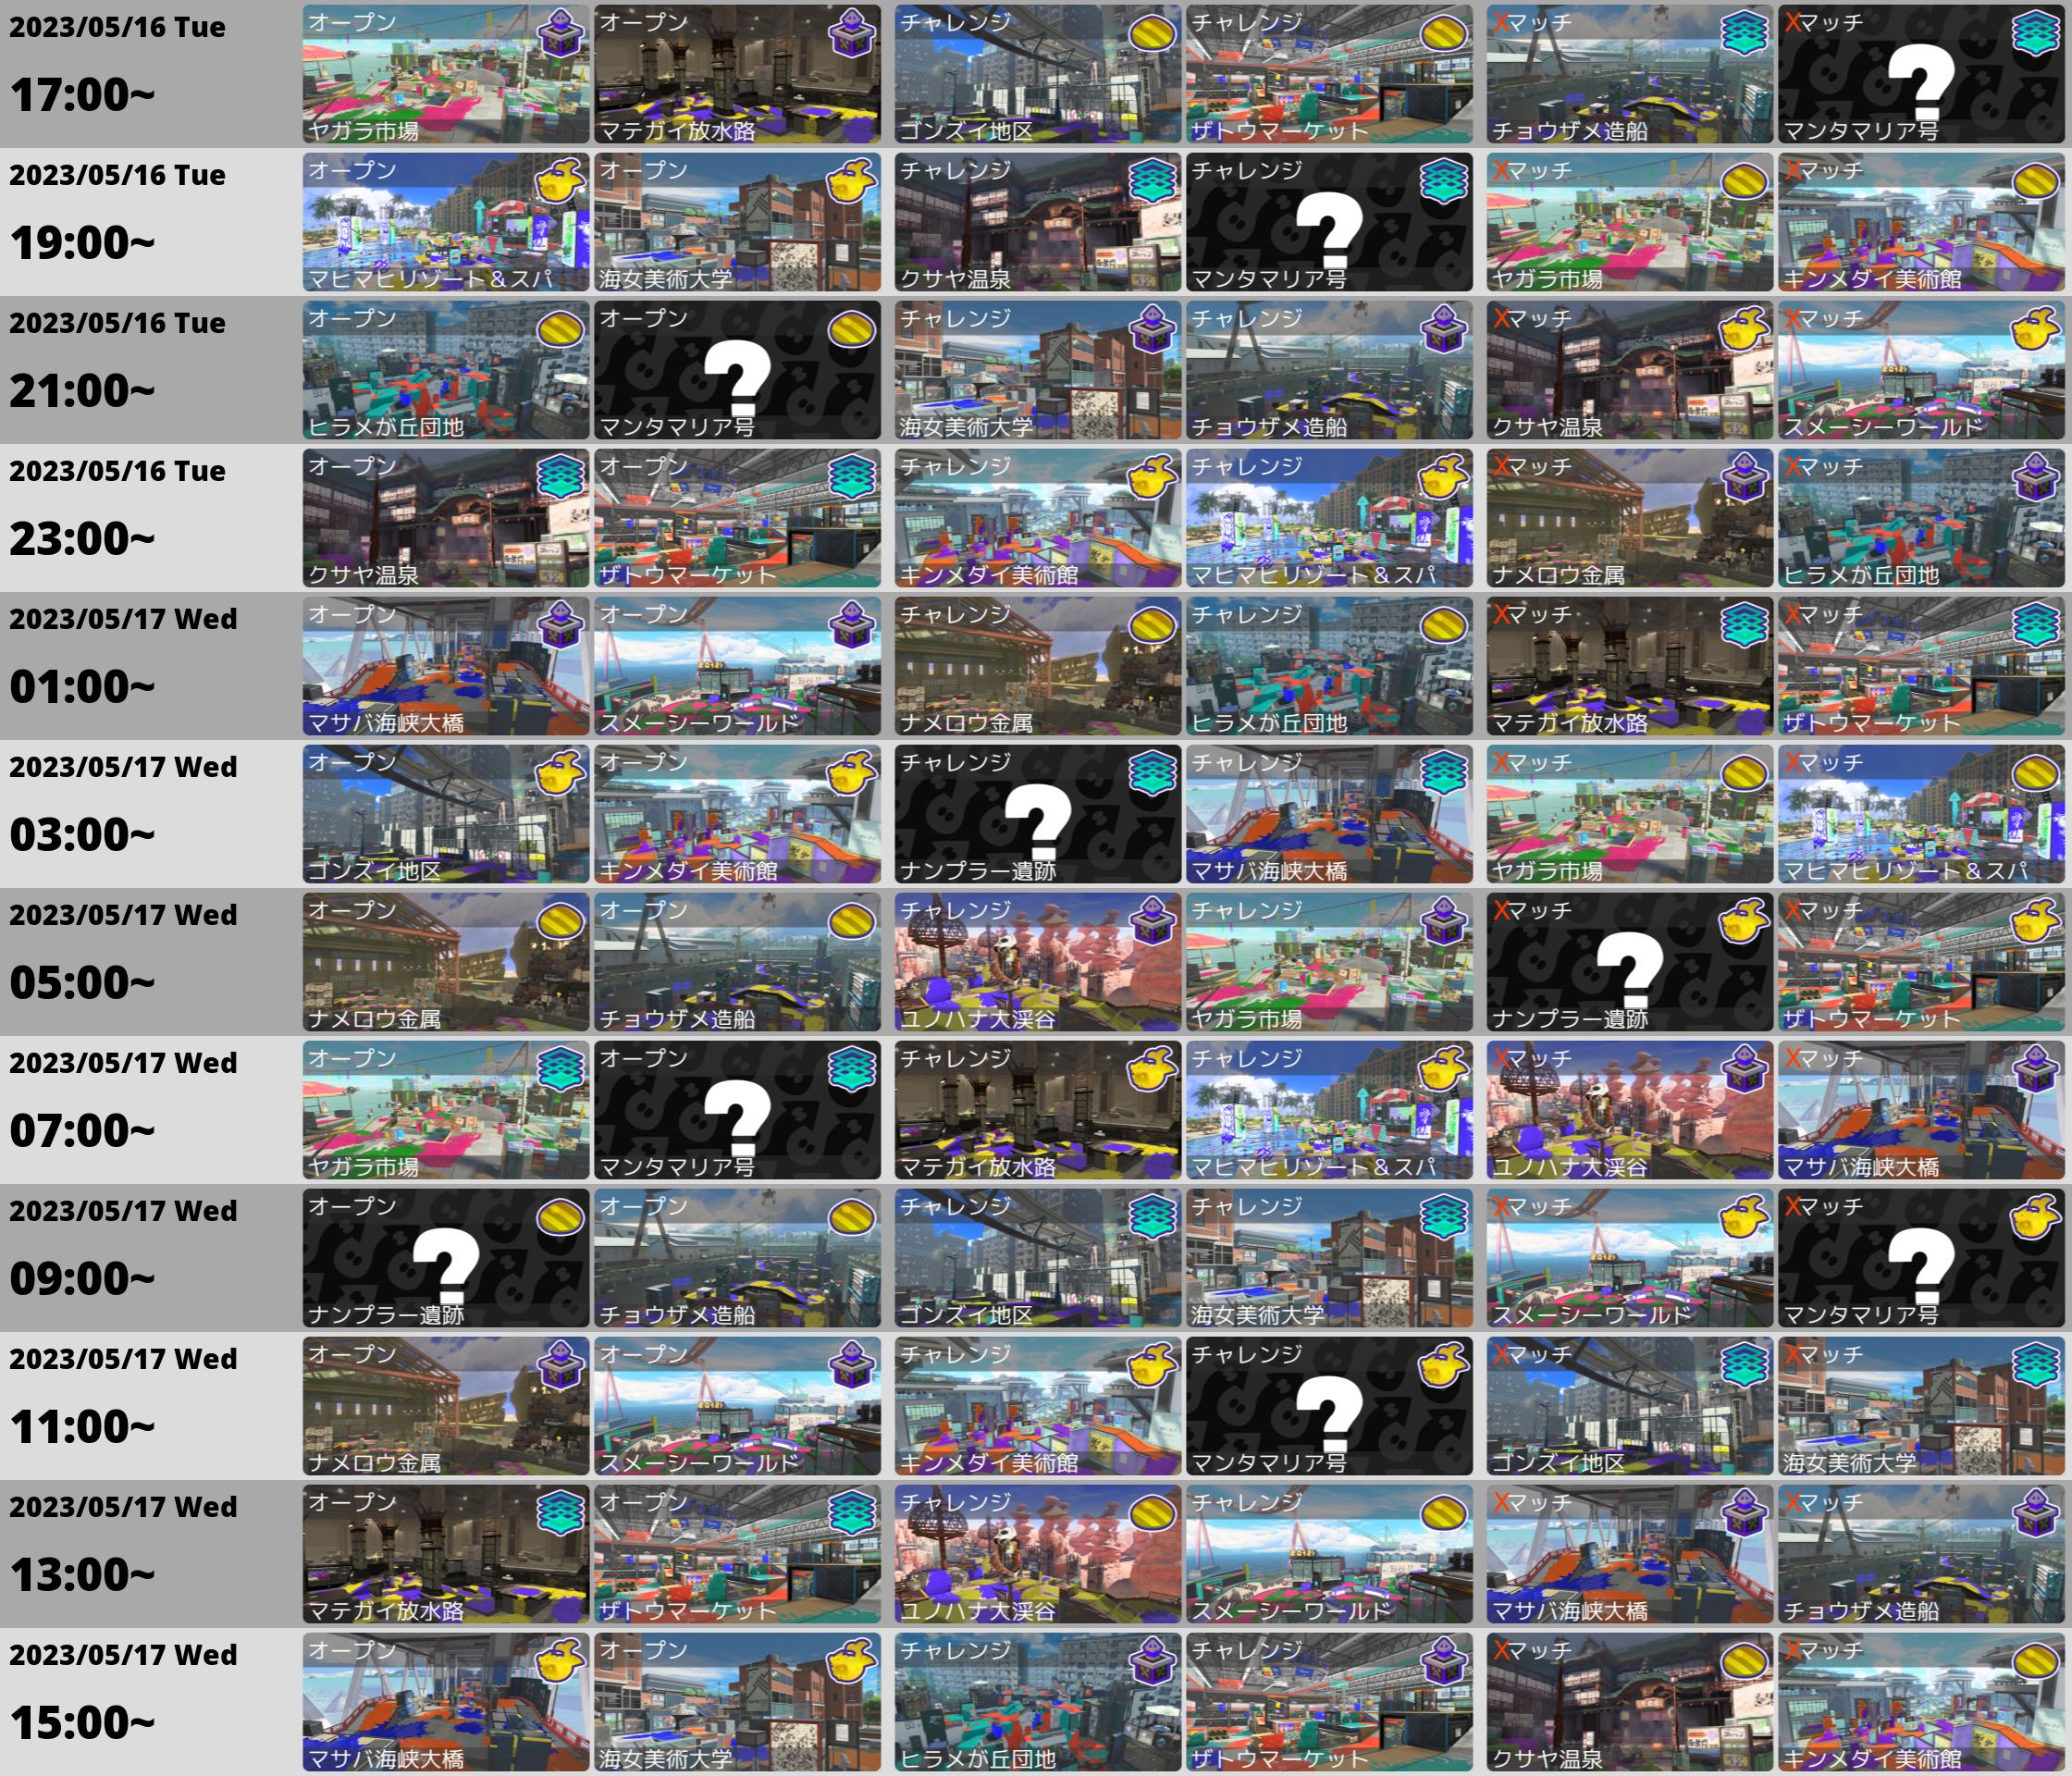 2023/05/16 Tue
17:00~
オープン オープン チャレンジ チャレンジ Xマッチ Xマッチ
ヤガラ市場 マテガイ放水路 ゴンズイ地区 ザトウマーケット チョウザメ造船 マンタマリア号
2023/05/16 Tue
19:00~
オープン オープン チャレンジ チャレンジ Xマッチ Xマッチ
マヒマヒリゾート&スパ 海女美術大学 クサヤ温泉 マンタマリア号 ヤガラ市場 キンメダイ美術館
2023/05/16 Tue
21:00~
オープン オープン チャレンジ チャレンジ Xマッチ Xマッチ
ヒラメが丘団地 マンタマリア号 海女美術大学 チョウザメ造船 クサヤ温泉 スメーシーワールド
2023/05/16 Tue
23:00~
オープン オープン チャレンジ チャレンジ Xマッチ Xマッチ
クサヤ温泉 ザトウマーケット キンメダイ美術館 マヒマヒリゾート&スパ ナメロウ金属 ヒラメが丘団地
2023/05/17 Wed
01:00~
オープン オープン チャレンジ チャレンジ Xマッチ Xマッチ
マサバ海峡大橋 スメーシーワールド ナメロウ金属 ヒラメが丘団地 マテガイ放水路 ザトウマーケット
2023/05/17 Wed
03:00~
オープン オープン チャレンジ チャレンジ Xマッチ Xマッチ
ゴンズイ地区 キンメダイ美術館 ナンプラー遺跡 マサバ海峡大橋 ヤガラ市場 マヒマヒリゾート&スパ
2023/05/17 Wed
05:00~
オープン オープン チャレンジ チャレンジ Xマッチ Xマッチ
ナメロウ金属 チョウザメ造船 ユノハナ大渓谷 ヤガラ市場 ナンプラー遺跡 ザトウマーケット
2023/05/17 Wed
07:00~
オープン オープン チャレンジ チャレンジ Xマッチ Xマッチ
ヤガラ市場 マンタマリア号 マテガイ放水路 マヒマヒリゾート&スパ ユノハナ大渓谷 マサバ海峡大橋
2023/05/17 Wed
09:00~
オープン オープン チャレンジ チャレンジ Xマッチ Xマッチ
ナンプラー遺跡 チョウザメ造船 ゴンズイ地区 海女美術大学 スメーシーワールド マンタマリア号
2023/05/17 Wed
11:00~
オープン オープン チャレンジ チャレンジ Xマッチ Xマッチ
ナメロウ金属 スメーシーワールド キンメダイ美術館 マンタマリア号 ゴンズイ地区 海女美術大学
2023/05/17 Wed
13:00~
オープン オープン チャレンジ チャレンジ Xマッチ Xマッチ
マテガイ放水路 ザトウマーケット ユノハナ大渓谷 スメーシーワールド マサバ海峡大橋 チョウザメ造船
2023/05/17 Wed
15:00~
オープン オープン チャレンジ チャレンジ Xマッチ Xマッチ
マサバ海峡大橋 海女美術大学 ヒラメが丘団地 ザトウマーケット クサヤ温泉 キンメダイ美術館